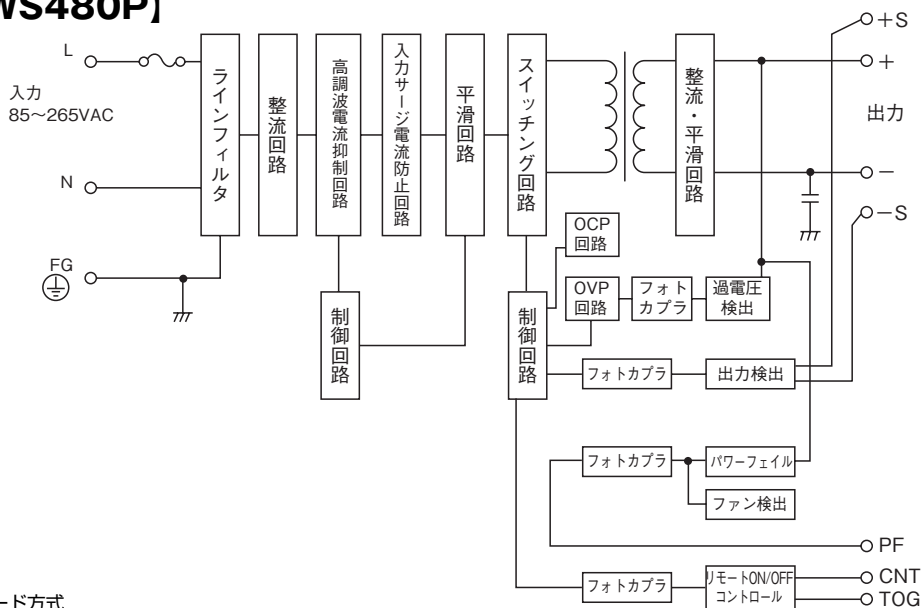 WS480P】
L
入力
85～265VAC
N
FG
ラインフィルタ
整流回路
高調波電流抑制回路
入力サージ電流防止回路
平滑回路
スイッチング回路
整流・平滑回路
+S
+
出力
−
−S
制御回路
制御回路
OCP
回路
OVP
回路
フォト
カプラ
過電圧
検出
フォトカプラ
出力検出
フォトカプラ
パワーフェイル
ファン検出
PF
フォトカプラ
リモートON/OFF
コントロール
CNT
TOG
ード方式